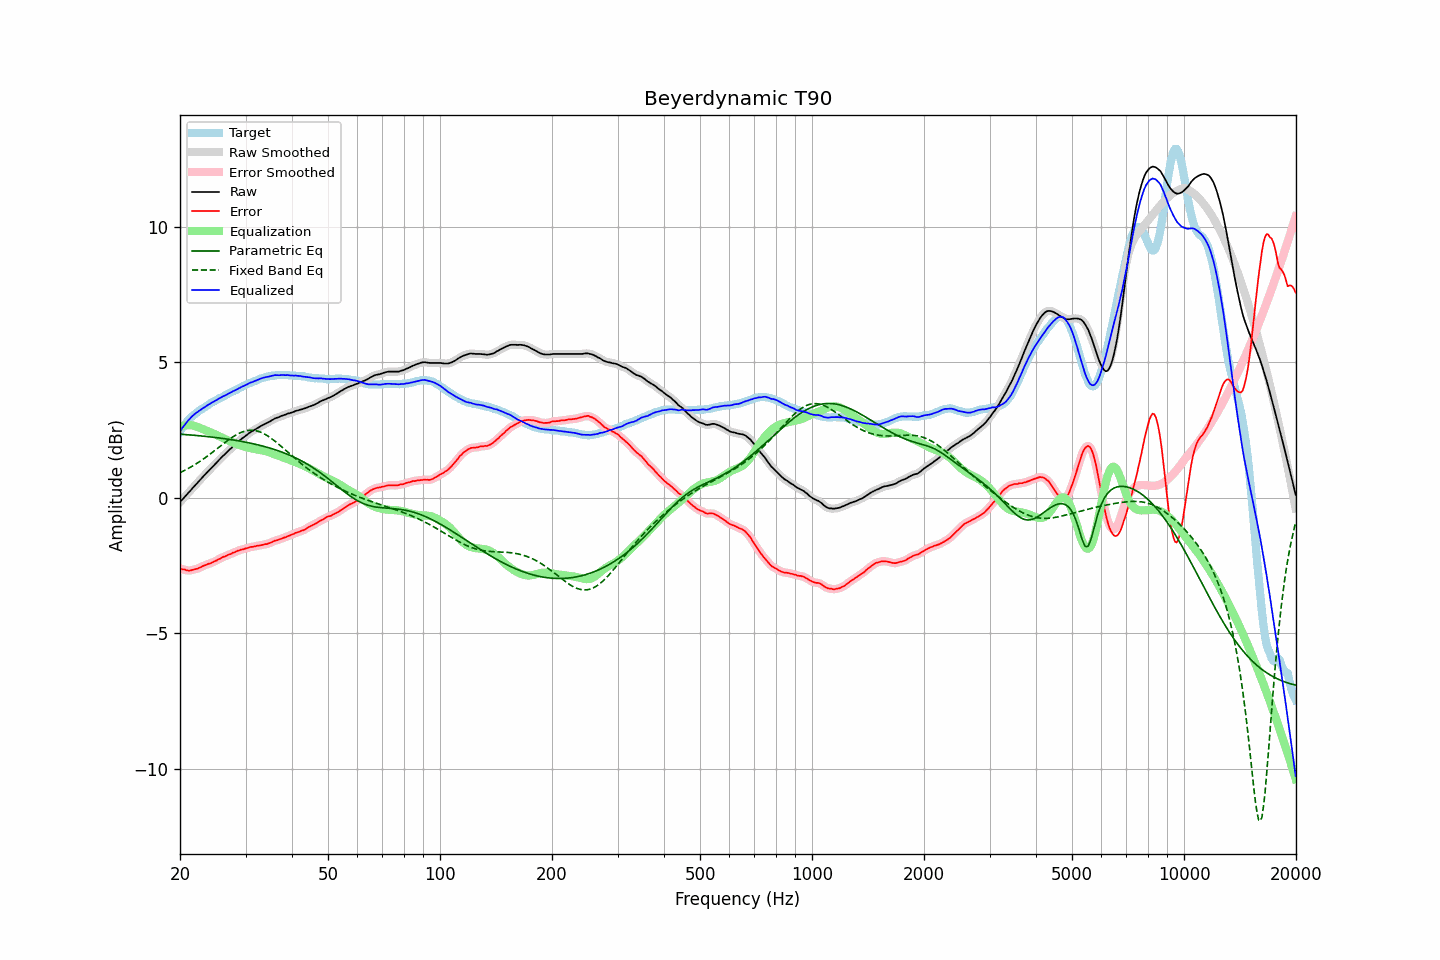 Beyerdynamic T90
Target
Raw Smoothed
Error Smoothed
Raw
Error
Equalization
Parametric Eq
Fixed Band Eq
Equalized
Amplitude (dBr)
10
5
0
−5
−10
20 50 100 200 500 1000 2000 5000 10000 20000
Frequency (Hz)